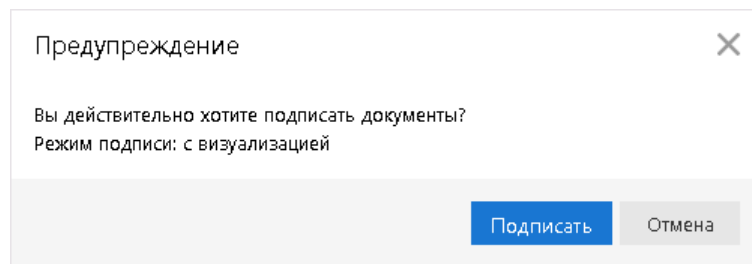 Предупреждение
Вы действительно хотите подписать документы?
Режим подписи: с визуализацией
Подписать
Отмена